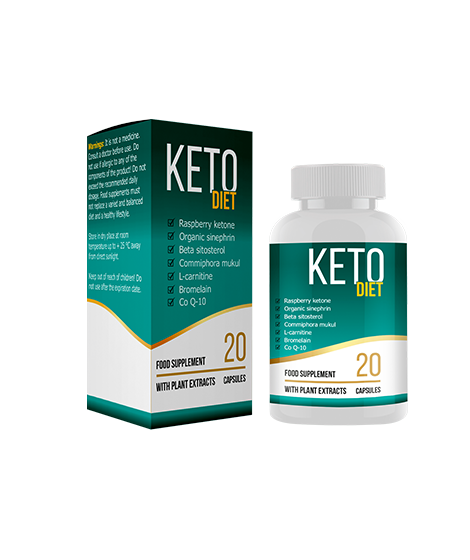 Warnings: It is not a medicine.
Consult a doctor before use. Do
not use if allergic to any of the
components of the product! Do not
exceed the recommended daily
dosage. Food supplements must
not replace a varied and balanced
diet and a healthy lifestyle.
Store in dry place at room
temperature up to + 25 °C away
from direct sunlight.
Keep out of reach of children! Do
not use after the expiration date.
KETO
DIET
Raspberry ketone
Organic sinephrin
Beta sitosterol
Commiphora mukul
L-carnitine
Bromelain
Co Q-10
FOOD SUPPLEMENT
WITH PLANT EXTRACTS
20
CAPSULES
KETO
DIET
Raspberry ketone
Organic sinephrin
Beta sitosterol
Commiphora mukul
L-carnitine
Bromelain
Co Q-10
FOOD SUPPLEMENT
WITH PLANT EXTRACTS
20
CAPSULES